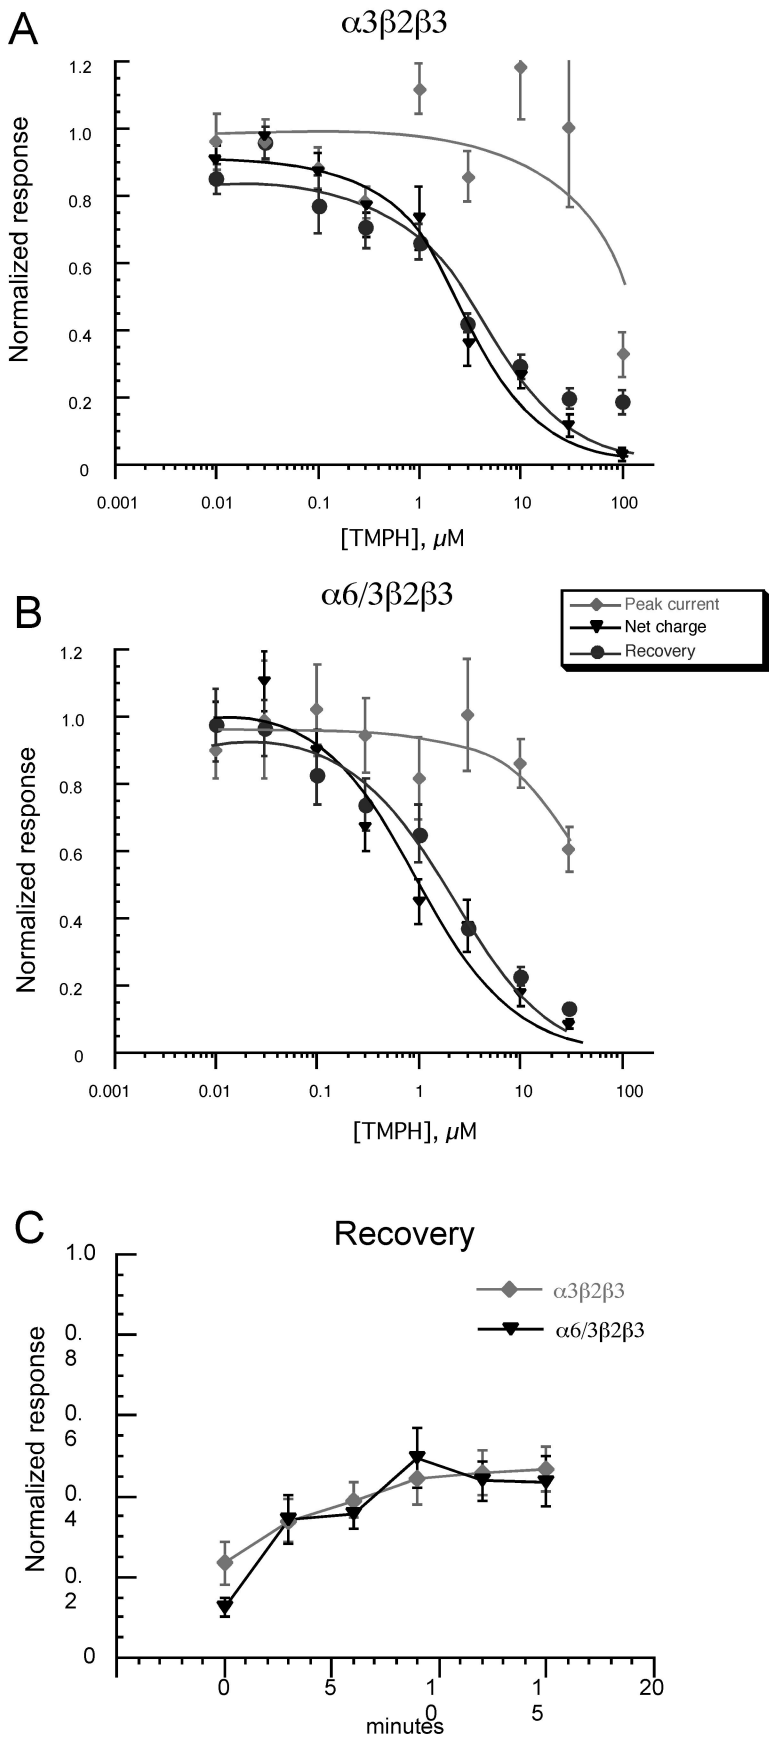 A
α3β2β3
Normalized response
1.2
1.0
0.8
0.6
0.4
0.2
0
0.001 0.01 0.1 1 10 100
[TMPH], µM
B
α6/3β2β3
Peak current
Net charge
Recovery
Normalized response
1.2
1.0
0.8
0.6
0.4
0.2
0
0.001 0.01 0.1 1 10 100
[TMPH], µM
C
Recovery
α3β2β3
α6/3β2β3
Normalized response
1.0
0.
8
0.
6
0.
4
0.
2
0
0 5 1 1 20
0 5
minutes